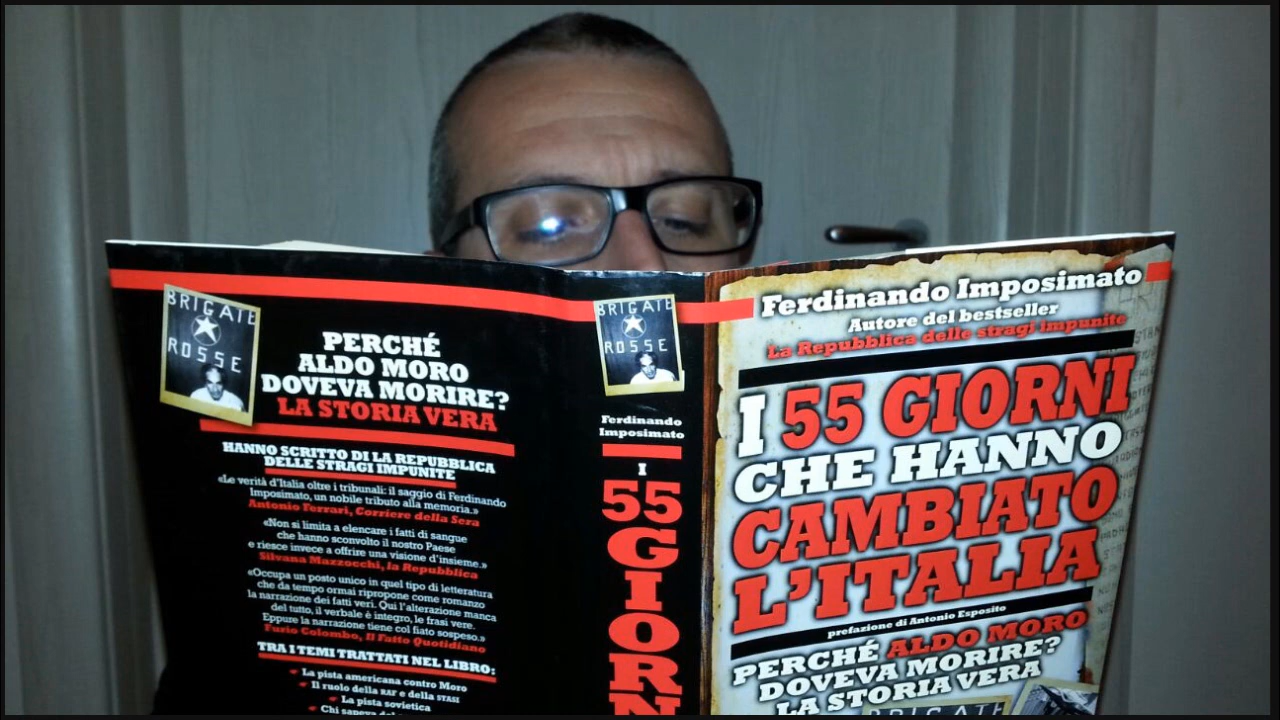 BRIGATE
ROSSE
PERCHÉ
ALDO MORO
DOVEVA MORIRE?
LA STORIA VERA
HANNO SCRITTO DI LA REPUBBLICA
DELLE STRAGI IMPUNITE
«Le verità d'Italia oltre i tribunali: il saggio di Ferdinando
Imposimato, un nobile tributo alla memoria.»
Antonio Ferrari, Corriere della Sera
«Non si limita a elencare i fatti di sangue
che hanno sconvolto il nostro Paese
e riesce invece a offrire una visione d'insieme.»
Silvana Mazzocchi, la Repubblica
«Occupa un posto unico in quel tipo di letteratura
che da tempo ormai ripropone come romanzo
la narrazione dei fatti veri. Qui l'alterazione manca
del tutto, il verbale è integro, le frasi vere.
Eppure la narrazione tiene col fiato sospeso.»
Furio Colombo, Il Fatto Quotidiano
TRA I TEMI TRATTATI NEL LIBRO:
La pista americana contro Moro
Il ruolo della RAF e della STASI
La pista sovietica
Chi sapeva
BRIGATE
ROSSE
Ferdinando
Imposimato
I
55
GIORN
Ferdinando Imposimato
Autore del bestseller
La Repubblica delle stragi impunite
I 55 GIORNI
CHE HANNO
CAMBIATO
L'ITALIA
prefazione di Antonio Esposito
PERCHÉ ALDO MORO
DOVEVA MORIRE?
LA STORIA VERA
BRIGATE